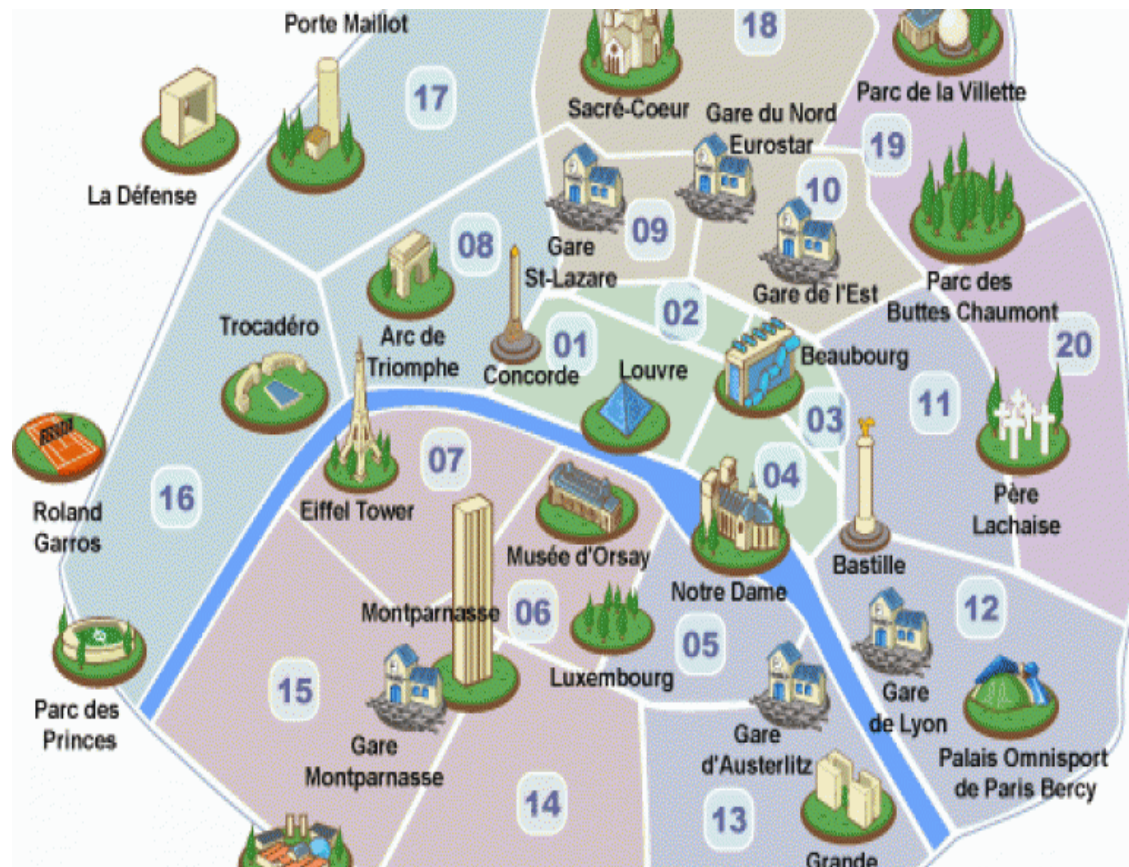 Porte Maillot
18
17
Sacré-Coeur
Gare du Nord
Eurostar
Parc de la Villette
19
La Défense
10
08
09
Gare
St-Lazare
Gare de l'Est
Parc des
Buttes Chaumont
02
Trocadéro
Arc de
Triomphe
01
Concorde
Louvre
Beaubourg
20
11
03
07
04
16
Roland
Garros
Eiffel Tower
Musée d'Orsay
Notre Dame
Bastille
Père
Lachaise
Montparnasse
06
12
05
Luxembourg
15
Parc des
Princes
Gare
Montparnasse
Gare
d'Austerlitz
Gare
de Lyon
Palais Omnisport
de Paris Bercy
14
13
Grande